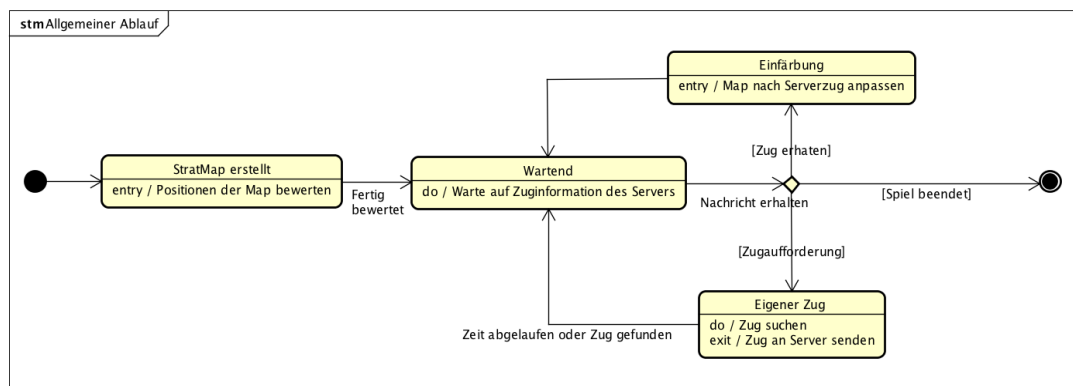 stm Allgemeiner Ablauf
Einfärbung
entry / Map nach Serverzug anpassen
[Zug erhaten]
StratMap erstellt
entry / Positionen der Map bewerten
Fertig
bewertet
Wartend
do / Warte auf Zuginformation des Servers
Nachricht erhalten
[Spiel beendet]
[Zugaufforderung]
Eigener Zug
do / Zug suchen
exit / Zug an Server senden
Zeit abgelaufen oder Zug gefunden